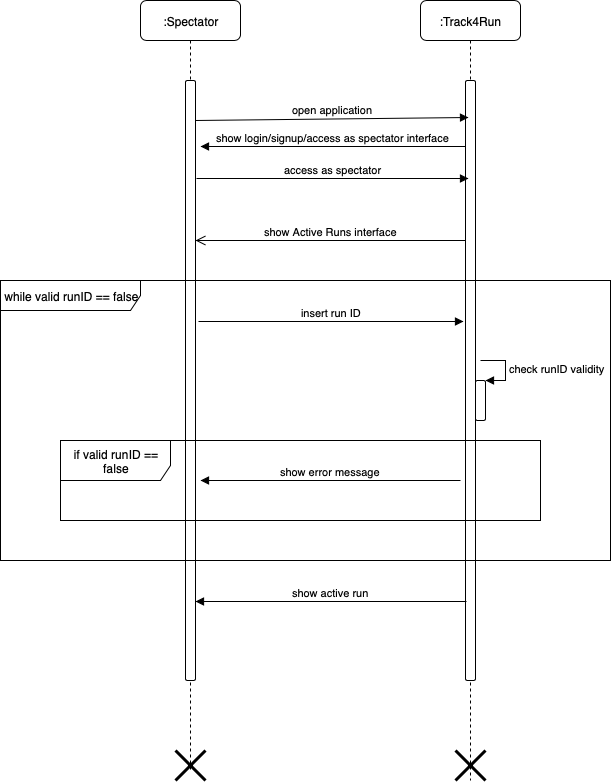 :Spectator
:Track4Run
open application
show login/signup/access as spectator interface
access as spectator
show Active Runs interface
while valid runID == false
insert run ID
check runID validity
if valid runID ==
false
show error message
show active run